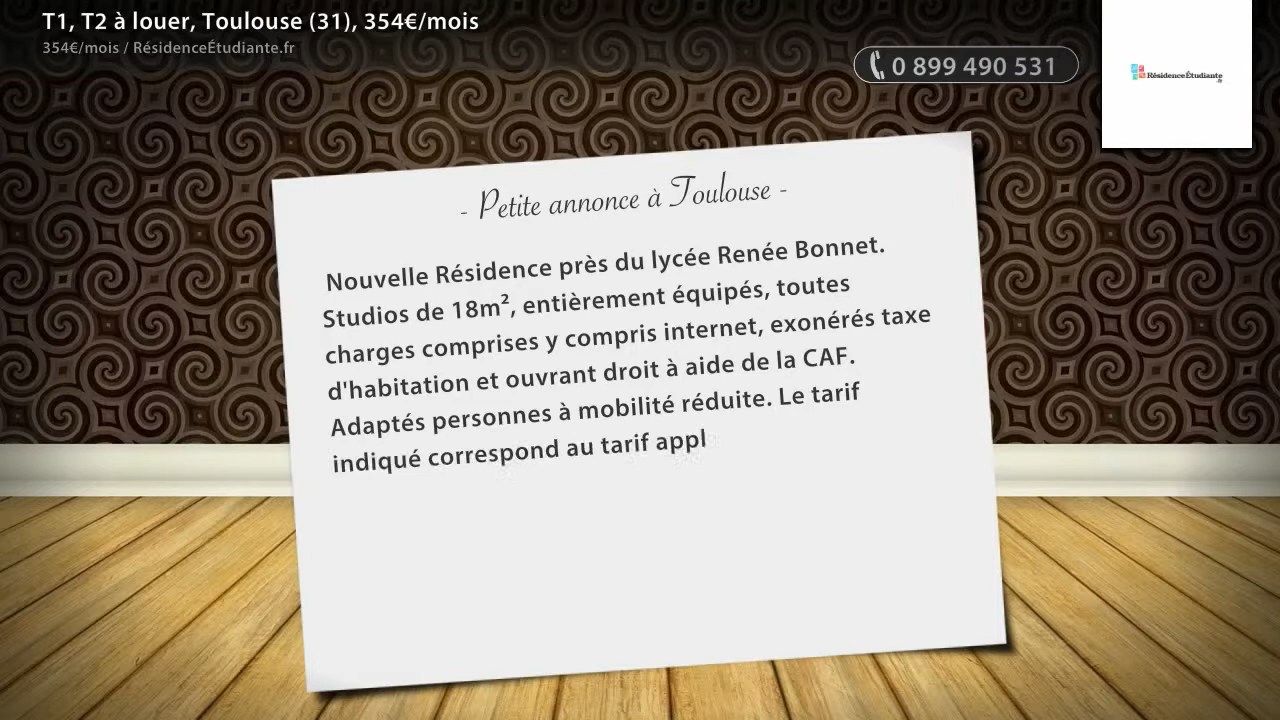 T1, T2 à louer, Toulouse (31), 354€/mois
354€/mois / RésidenceÉtudiante.fr
0 899 490 531
RésidenceÉtudiante
.fr
- Petite annonce à Toulouse -
Nouvelle Résidence près du lycée Renée Bonnet.
Studios de 18m², entièrement équipés, toutes
charges comprises y compris internet, exonérés taxe
d'habitation et ouvrant droit à aide de la CAF.
Adaptés personnes à mobilité réduite. Le tarif
indiqué correspond au tarif appl